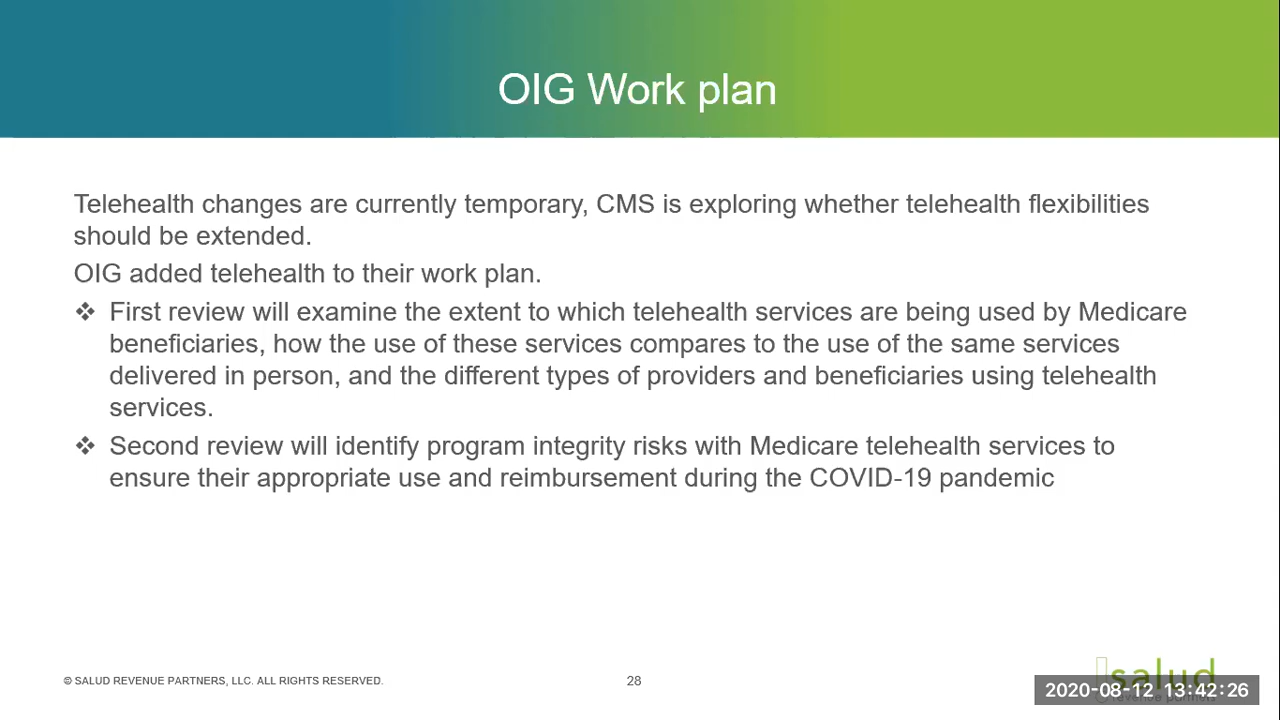 OIG Work plan
Telehealth changes are currently temporary, CMS is exploring whether telehealth flexibilities
should be extended.
OIG added telehealth to their work plan.
❖ First review will examine the extent to which telehealth services are being used by Medicare
beneficiaries, how the use of these services compares to the use of the same services
delivered in person, and the different types of providers and beneficiaries using telehealth
services.
❖ Second review will identify program integrity risks with Medicare telehealth services to
ensure their appropriate use and reimbursement during the COVID-19 pandemic
© SALUD REVENUE PARTNERS, LLC. ALL RIGHTS RESERVED.
28
salud
2020-08-12 13:42:26